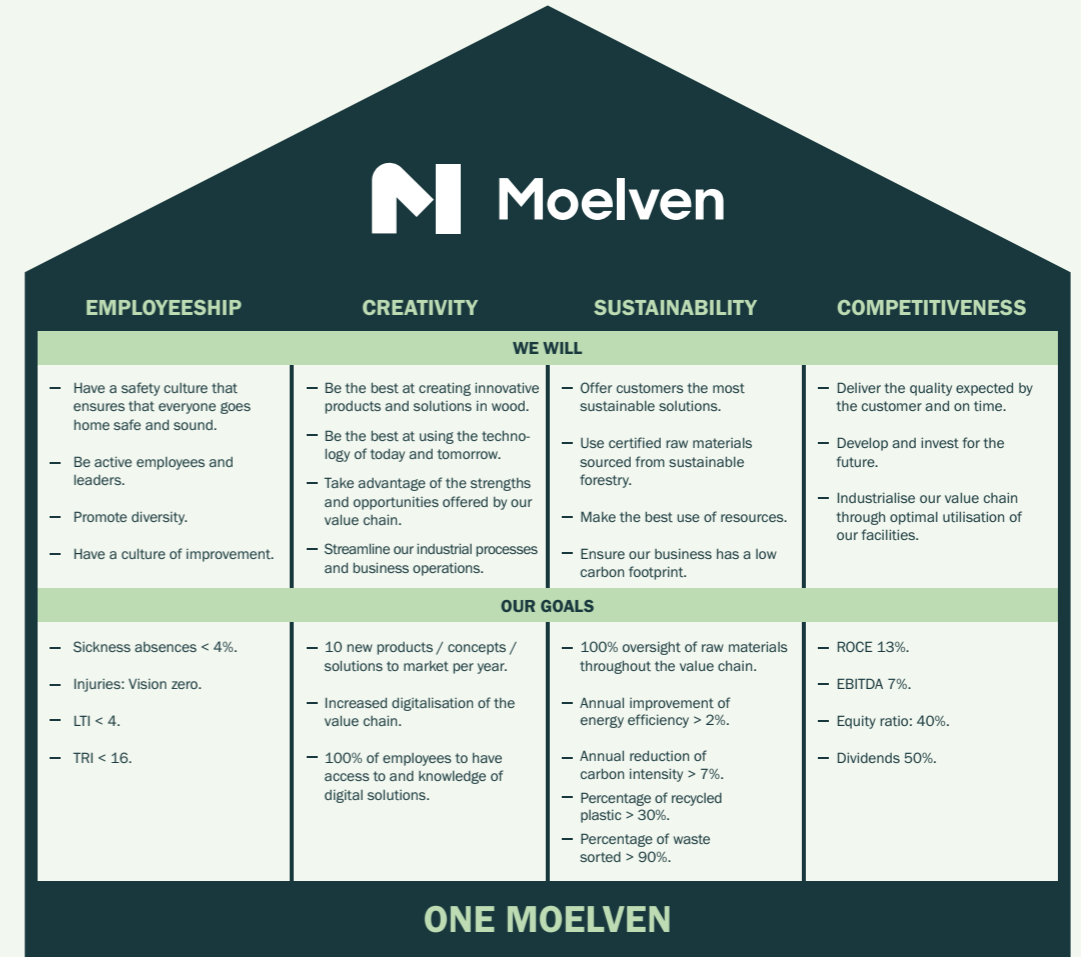 Moelven
EMPLOYEESHIP
CREATIVITY
SUSTAINABILITY
COMPETITIVENESS
WE WILL
— Have a safety culture that
ensures that everyone goes
home safe and sound.
— Be active employees and
leaders.
— Promote diversity.
— Have a culture of improvement.
— Be the best at creating innovative
products and solutions in wood.
— Be the best at using the techno-
logy of today and tomorrow.
— Take advantage of the strengths
and opportunities offered by our
value chain.
— Streamline our industrial processes
and business operations.
— Offer customers the most
sustainable solutions.
— Use certified raw materials
sourced from sustainable
forestry.
— Make the best use of resources.
— Ensure our business has a low
carbon footprint.
— Deliver the quality expected by
the customer and on time.
— Develop and invest for the
future.
— Industrialise our value chain
through optimal utilisation of
our facilities.
OUR GOALS
— Sickness absences < 4%.
— Injuries: Vision zero.
— LTI < 4.
— TRI < 16.
— 10 new products / concepts /
solutions to market per year.
— Increased digitalisation of the
value chain.
— 100% of employees to have
access to and knowledge of
digital solutions.
— 100% oversight of raw materials
throughout the value chain.
— Annual improvement of
energy efficiency > 2%.
— Annual reduction of
carbon intensity > 7%.
— Percentage of recycled
plastic > 30%.
— Percentage of waste
sorted > 90%.
— ROCE 13%.
— EBITDA 7%.
— Equity ratio: 40%.
— Dividends 50%.
ONE MOELVEN